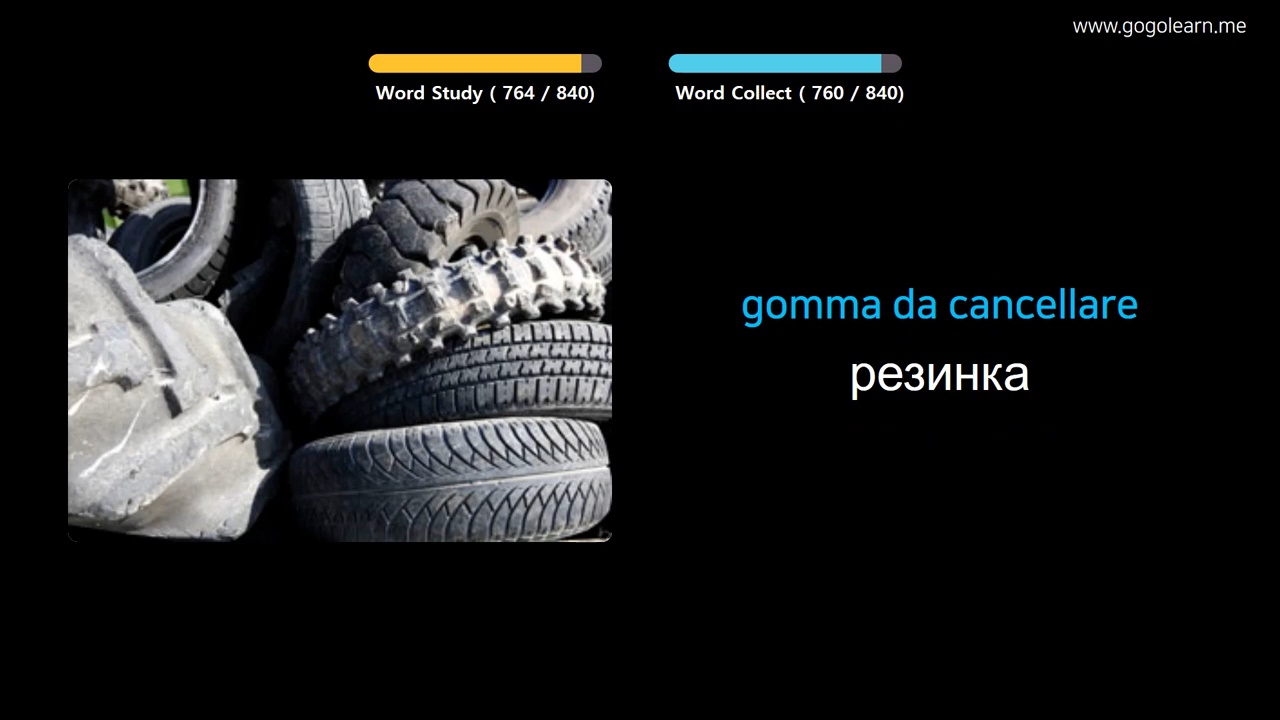 www.gogolearn.me
Word Study ( 764 / 840)
Word Collect ( 760 / 840)
gomma da cancellare
резинка